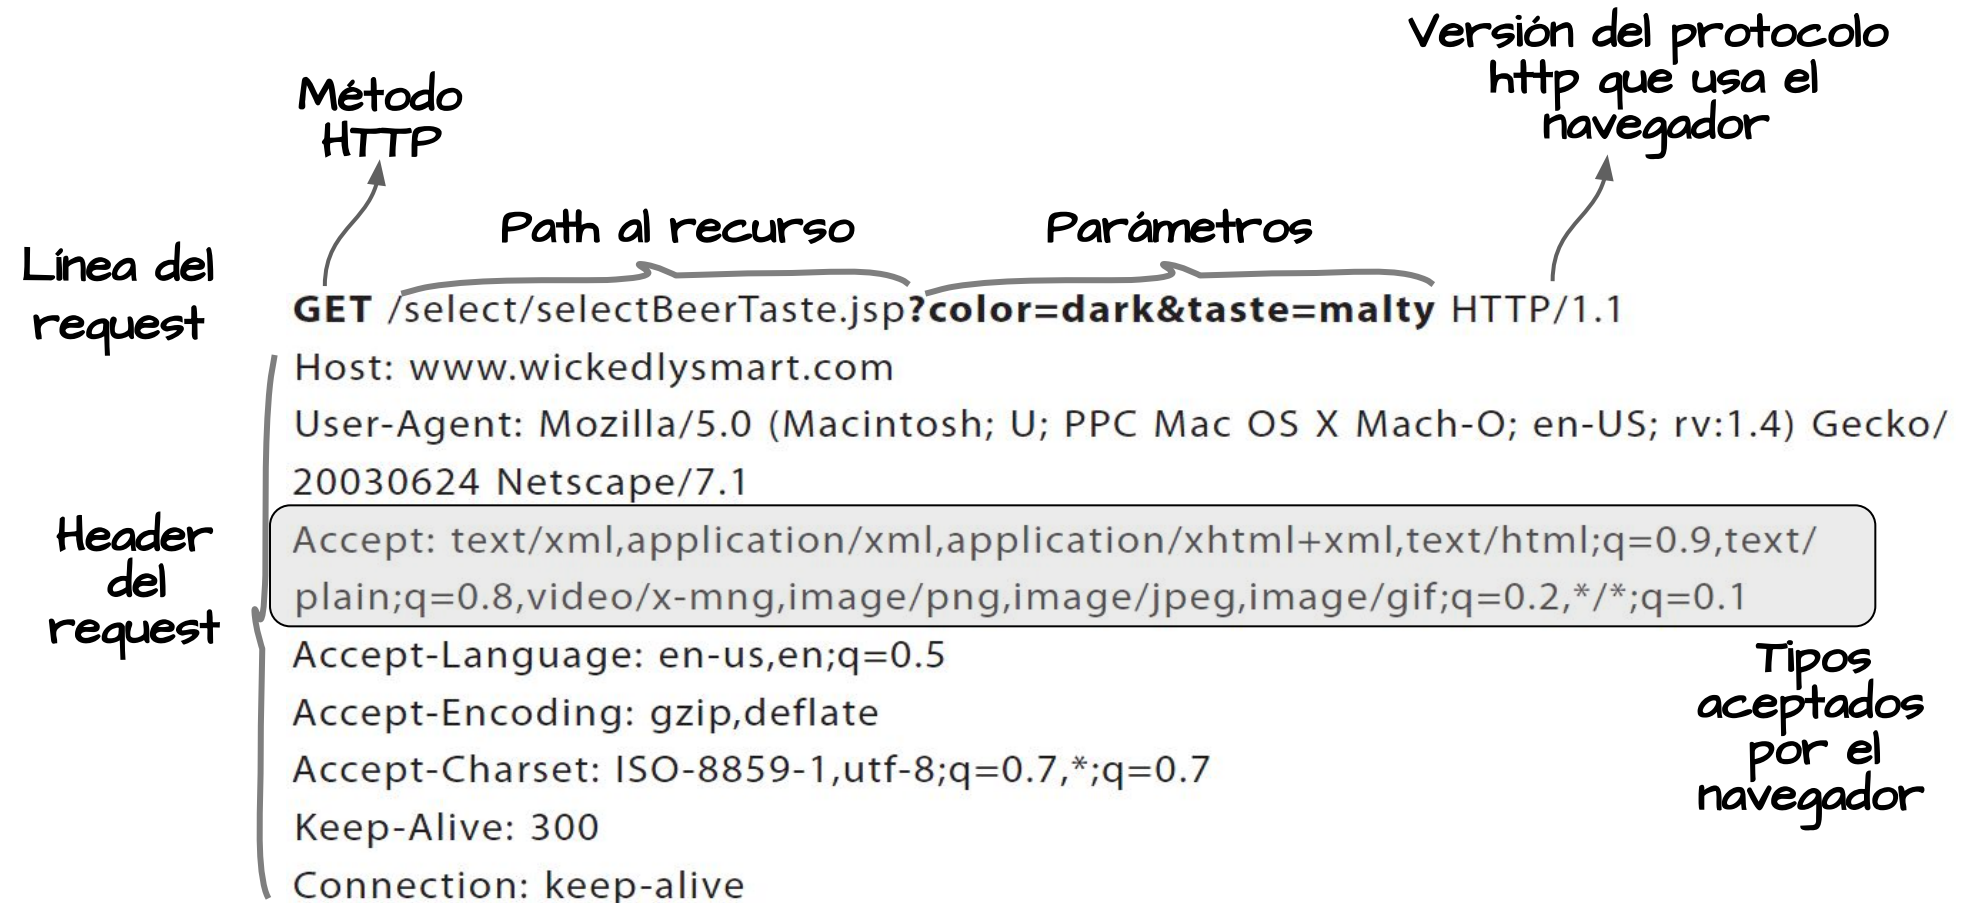 Versión del protocolo
http que usa el
navegador
Método
HTTP
Path al recurso
Parámetros
Línea del
request
GET /select/selectBeerTaste.jsp?color=dark&taste=malty HTTP/1.1
Host: www.wickedlysmart.com
User-Agent: Mozilla/5.0 (Macintosh; U; PPC Mac OS X Mach-O; en-US; rv:1.4) Gecko/
20030624 Netscape/7.1
Header
del
request
Accept: text/xml,application/xml,application/xhtml+xml,text/html;q=0.9,text/
plain;q=0.8,video/x-mng,image/png,image/jpeg,image/gif;q=0.2,*/*;q=0.1
Accept-Language: en-us,en;q=0.5
Accept-Encoding: gzip,deflate
Accept-Charset: ISO-8859-1,utf-8;q=0.7,*;q=0.7
Keep-Alive: 300
Connection: keep-alive
Tipos
aceptados
por el
navegador